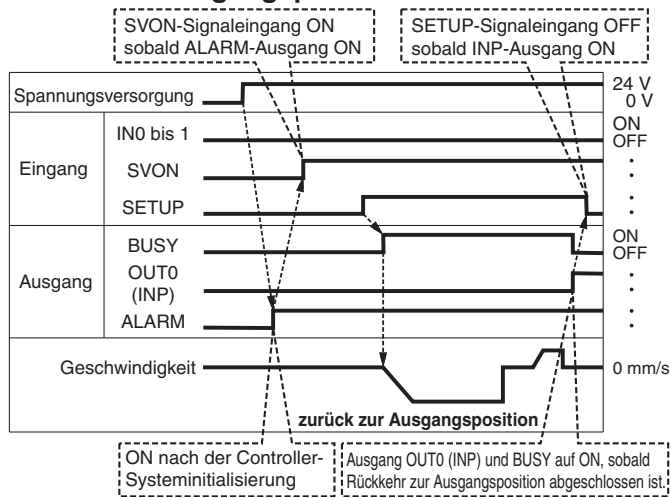 SVON-Signaleingang ON
sobald ALARM-Ausgang ON
SETUP-Signaleingang OFF
sobald INP-Ausgang ON
Spannungsversorgung
24 V
0 V
Eingang
IN0 bis 1
ON
OFF
SVON
SETUP
Ausgang
BUSY
ON
OFF
OUT0
(INP)
ALARM
Geschwindigkeit
0 mm/s
zurück zur Ausgangsposition
ON nach der Controller-
Systeminitialisierung
Ausgang OUT0 (INP) und BUSY auf ON, sobald
Rückkehr zur Ausgangsposition abgeschlossen ist.